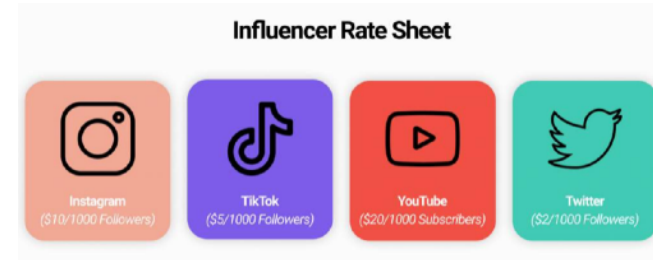 Influencer Rate Sheet
Instagram
($10/1000 Followers)
TikTok
($5/1000 Followers)
YouTube
($20/1000 Subscribers)
Twitter
($2/1000 Followers)